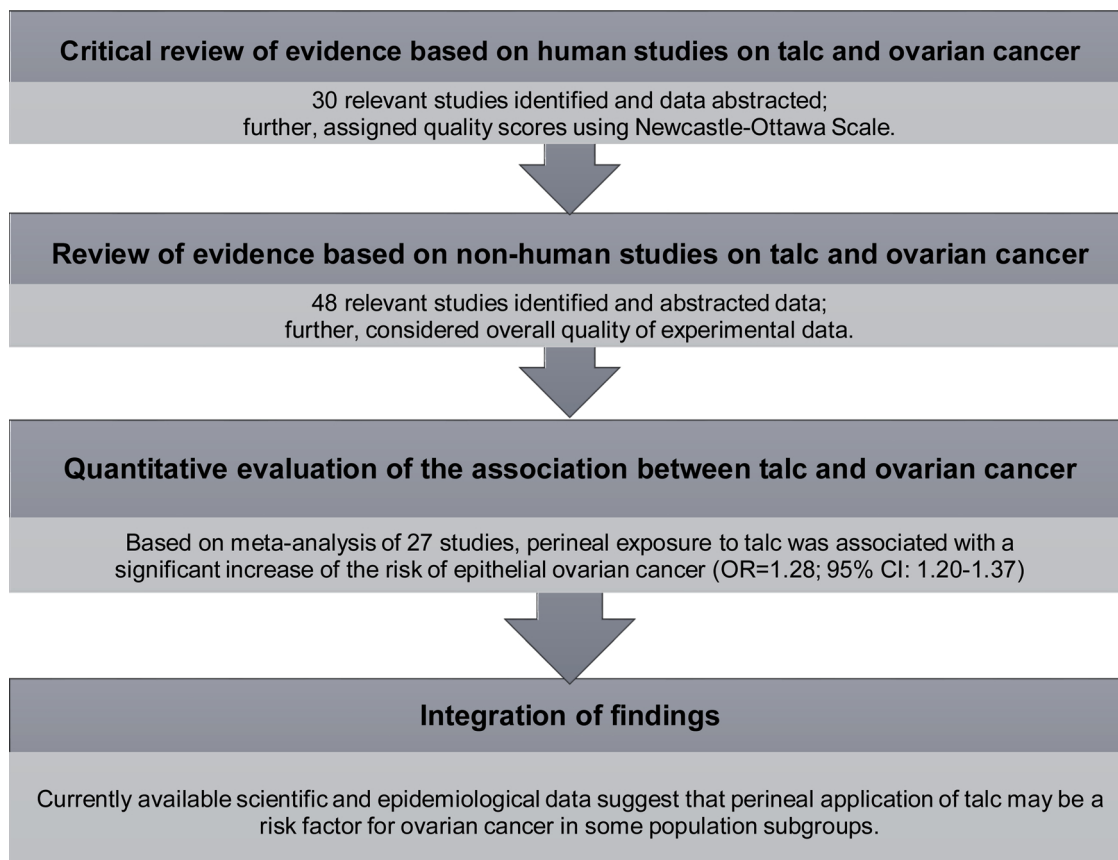 Critical review of evidence based on human studies on talc and ovarian cancer
30 relevant studies identified and data abstracted;
further, assigned quality scores using Newcastle-Ottawa Scale.
Review of evidence based on non-human studies on talc and ovarian cancer
48 relevant studies identified and abstracted data;
further, considered overall quality of experimental data.
Quantitative evaluation of the association between talc and ovarian cancer
Based on meta-analysis of 27 studies, perineal exposure to talc was associated with a
significant increase of the risk of epithelial ovarian cancer (OR=1.28; 95% CI: 1.20-1.37)
Integration of findings
Currently available scientific and epidemiological data suggest that perineal application of talc may be a
risk factor for ovarian cancer in some population subgroups.